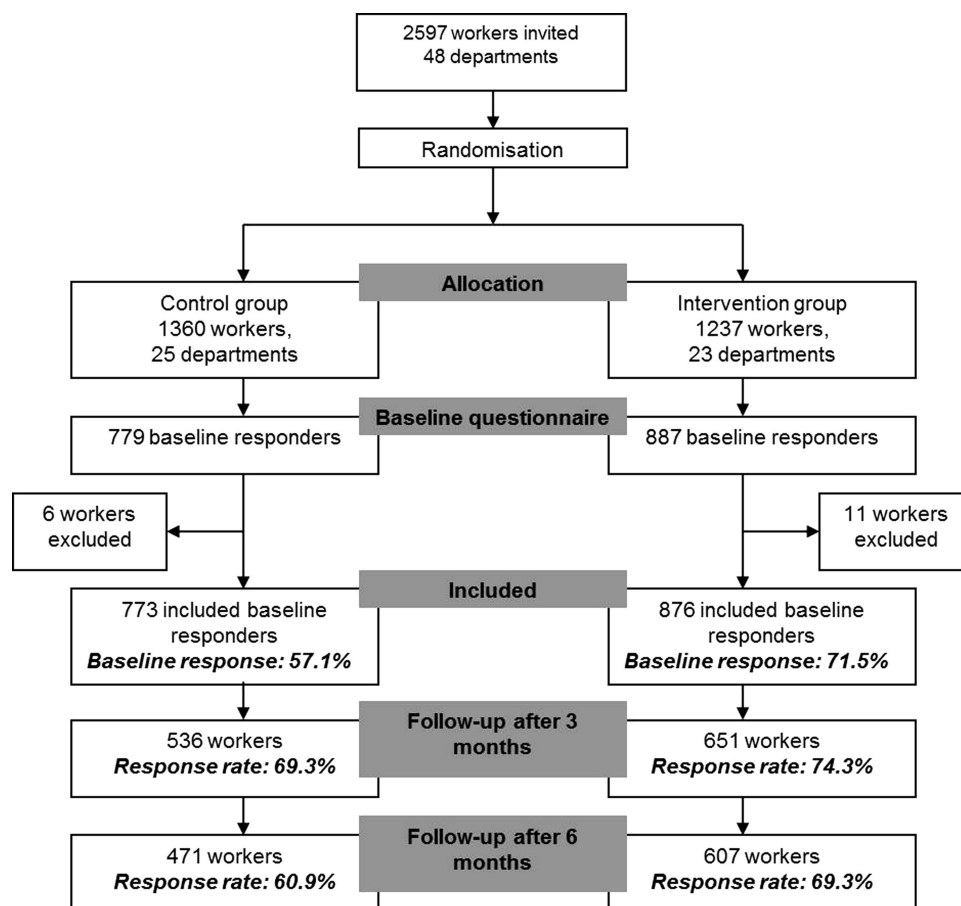 2597 workers invited
48 departments
Randomisation
Allocation
Control group
1360 workers,
25 departments
Intervention group
1237 workers,
23 departments
Baseline questionnaire
779 baseline responders
887 baseline responders
6 workers
excluded
11 workers
excluded
Included
773 included baseline
responders
Baseline response: 57.1%
876 included baseline
responders
Baseline response: 71.5%
Follow-up after 3
months
536 workers
Response rate: 69.3%
651 workers
Response rate: 74.3%
Follow-up after 6
months
471 workers
Response rate: 60.9%
607 workers
Response rate: 69.3%